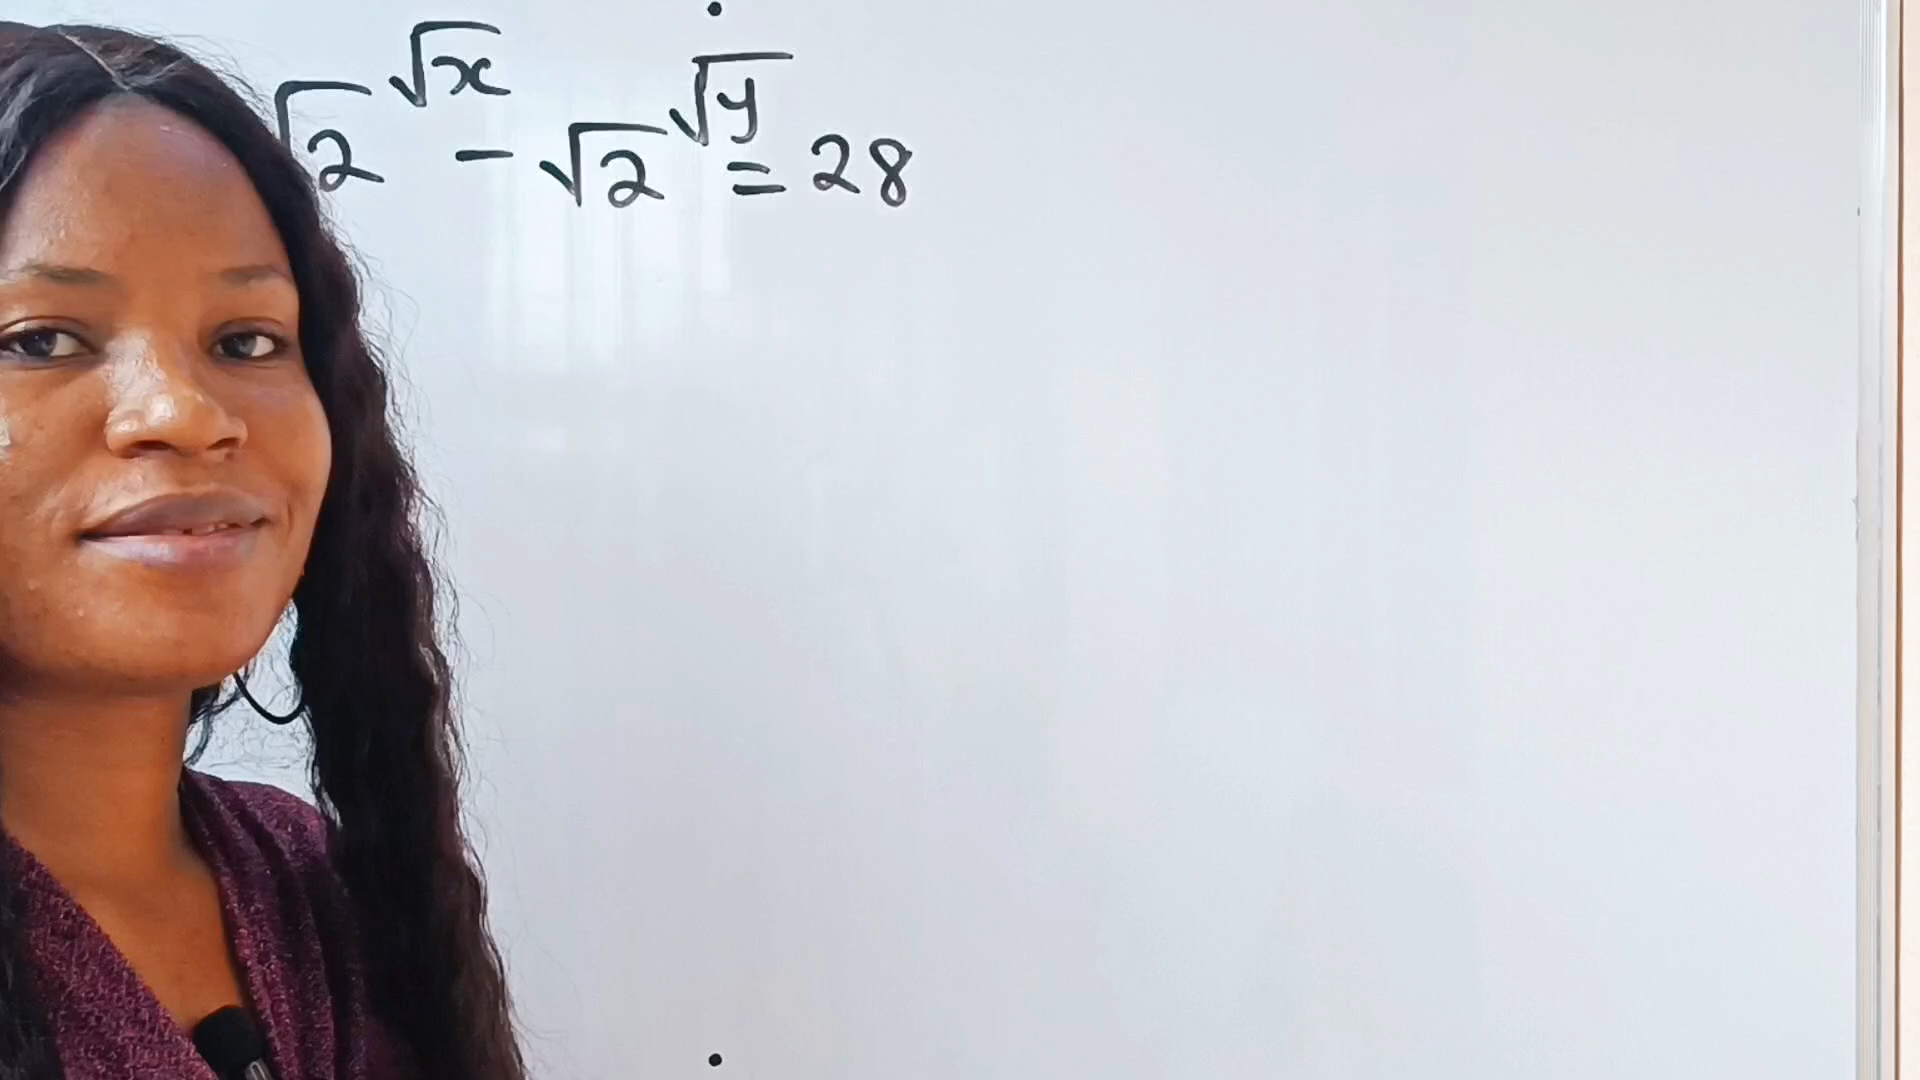 √2^√x - √2^√y = 28